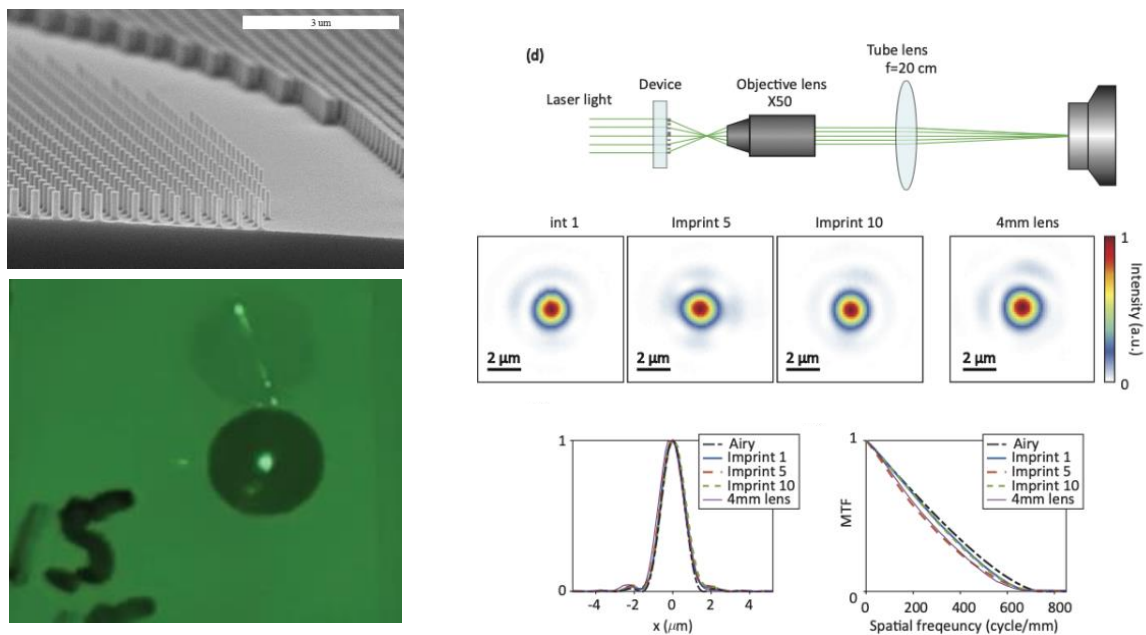 3 um
(d)
Tube lens
f=20 cm
Device
Objective lens
X50
Laser light
int 1
Imprint 5
Imprint 10
4mm lens
2 μm
2 μm
2 μm
2 μm
1
Intensity (a.u.)
0
1
0
-4
-2
0
2
4
x (μm)
Airy
Imprint 1
Imprint 5
Imprint 10
4mm lens
1
MTF
0
0
200
400
600
800
Spatial freqeuncy (cycle/mm)
Airy
Imprint 1
Imprint 5
Imprint 10
4mm lens